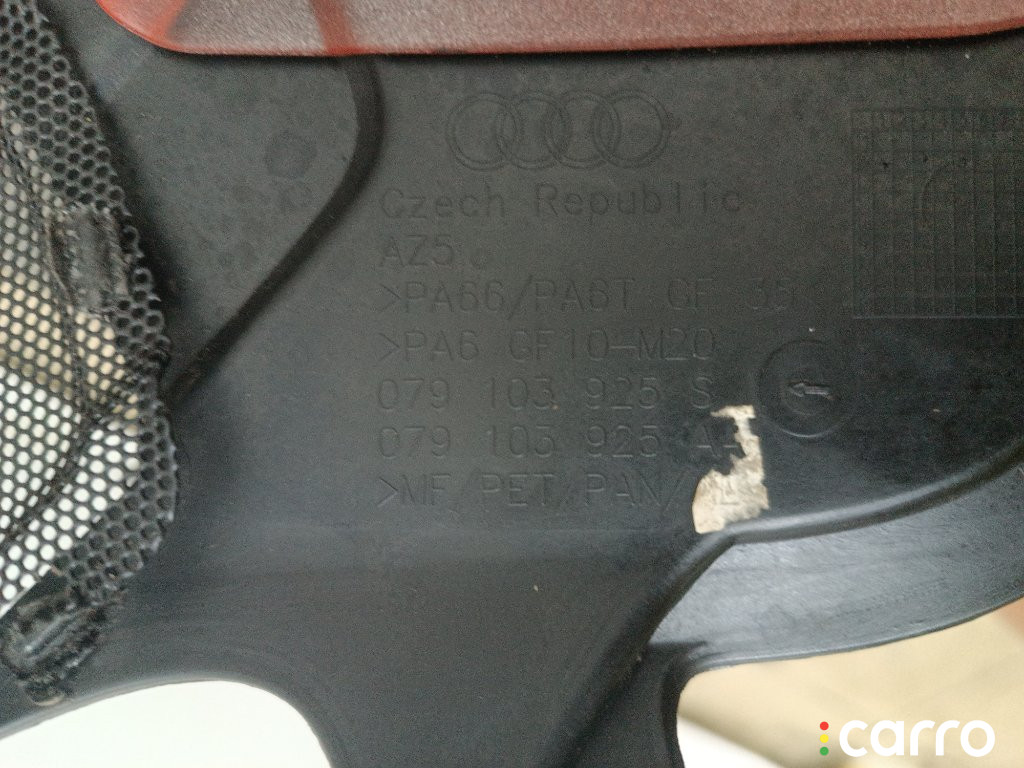 Czech Republic
AZ5
>PA66/PA6T GF 35
>PA6 GF10-M20
079 103 925 S
079 103 925
>MF/PET/PAN/
carro